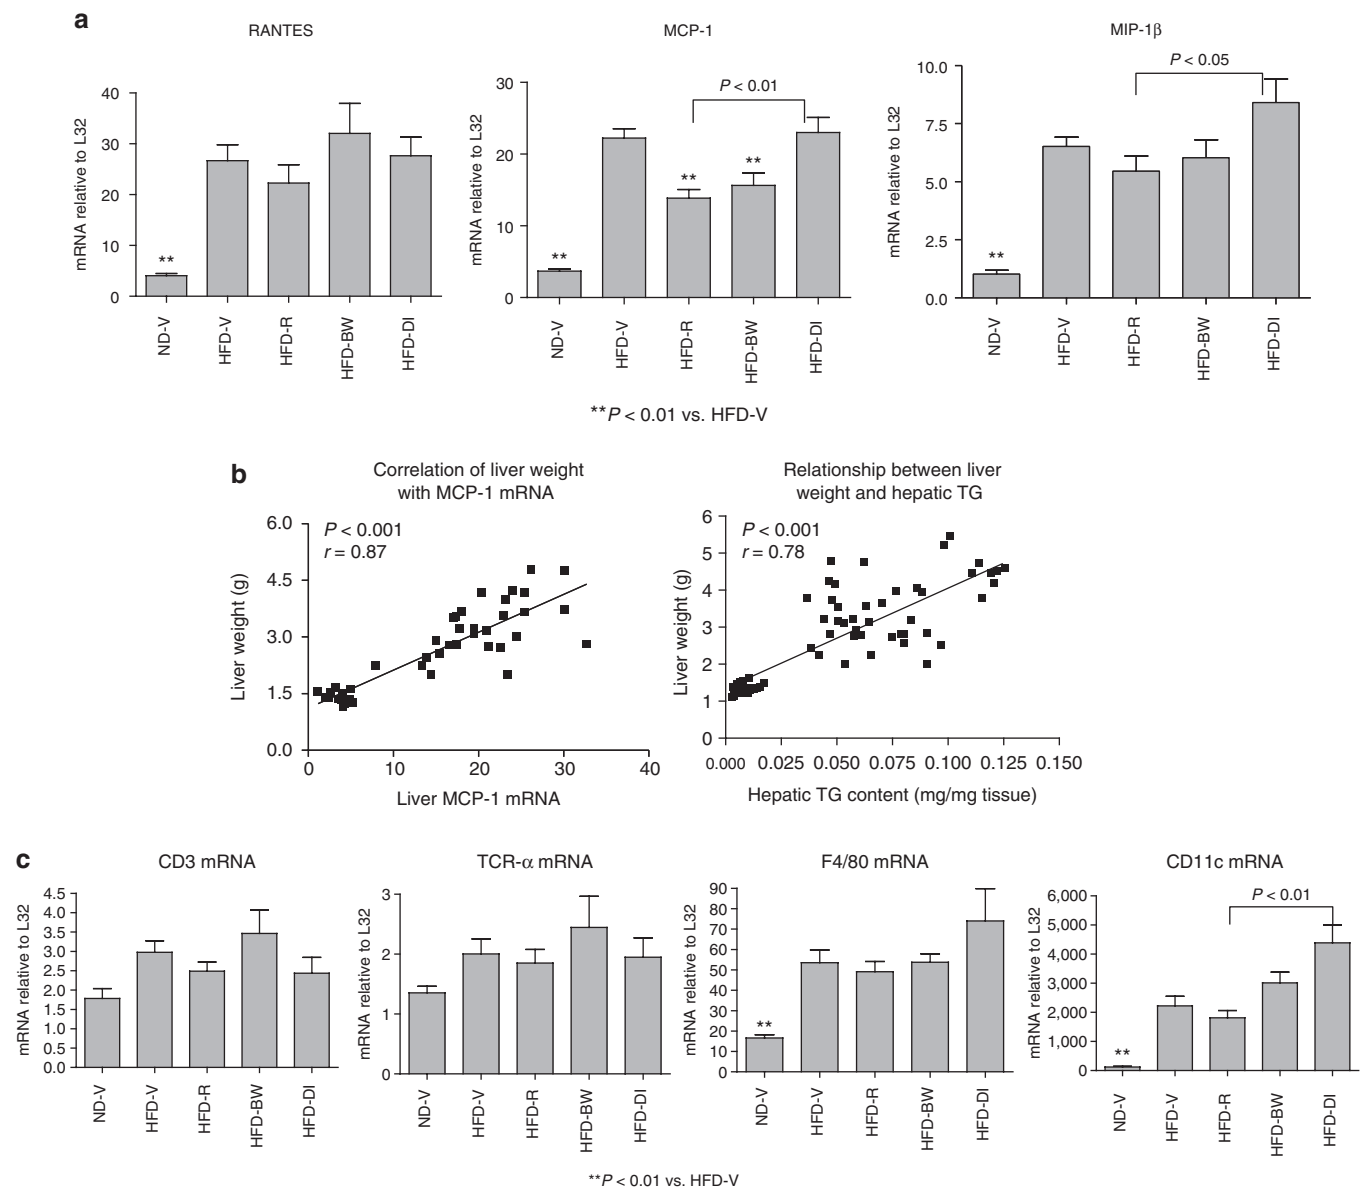 a
RANTES
MCP-1
MIP-1β
mRNA relative to L32
40
30
20
10
0
**
ND-V
HFD-V
HFD-R
HFD-BW
HFD-DI
mRNA relative to L32
30
20
10
0
P < 0.01
**
**
**
ND-V
HFD-V
HFD-R
HFD-BW
HFD-DI
mRNA relative to L32
10.0
7.5
5.0
2.5
0.0
P < 0.05
**
ND-V
HFD-V
HFD-R
HFD-BW
HFD-DI
**P < 0.01 vs. HFD-V
b
Correlation of liver weight
with MCP-1 mRNA
P < 0.001
r = 0.87
Liver weight (g)
6.0
4.5
3.0
1.5
0.0
0 10 20 30 40
Liver MCP-1 mRNA
Relationship between liver
weight and hepatic TG
P < 0.001
r = 0.78
Liver weight (g)
6
5
4
3
2
1
0
0.000 0.025 0.050 0.075 0.100 0.125 0.150
Hepatic TG content (mg/mg tissue)
c
CD3 mRNA
mRNA relative to L32
4.5
4.0
3.5
3.0
2.5
2.0
1.5
1.0
0.5
0.0
ND-V
HFD-V
HFD-R
HFD-BW
HFD-DI
TCR-α mRNA
mRNA relative to L32
3
2
1
0
ND-V
HFD-V
HFD-R
HFD-BW
HFD-DI
F4/80 mRNA
mRNA relative to L32
90
80
70
60
50
40
30
20
10
0
**
ND-V
HFD-V
HFD-R
HFD-BW
HFD-DI
CD11c mRNA
mRNA relative to L32
6,000
5,000
4,000
3,000
2,000
1,000
0
P < 0.01
**
ND-V
HFD-V
HFD-R
HFD-BW
HFD-DI
**P < 0.01 vs. HFD-V